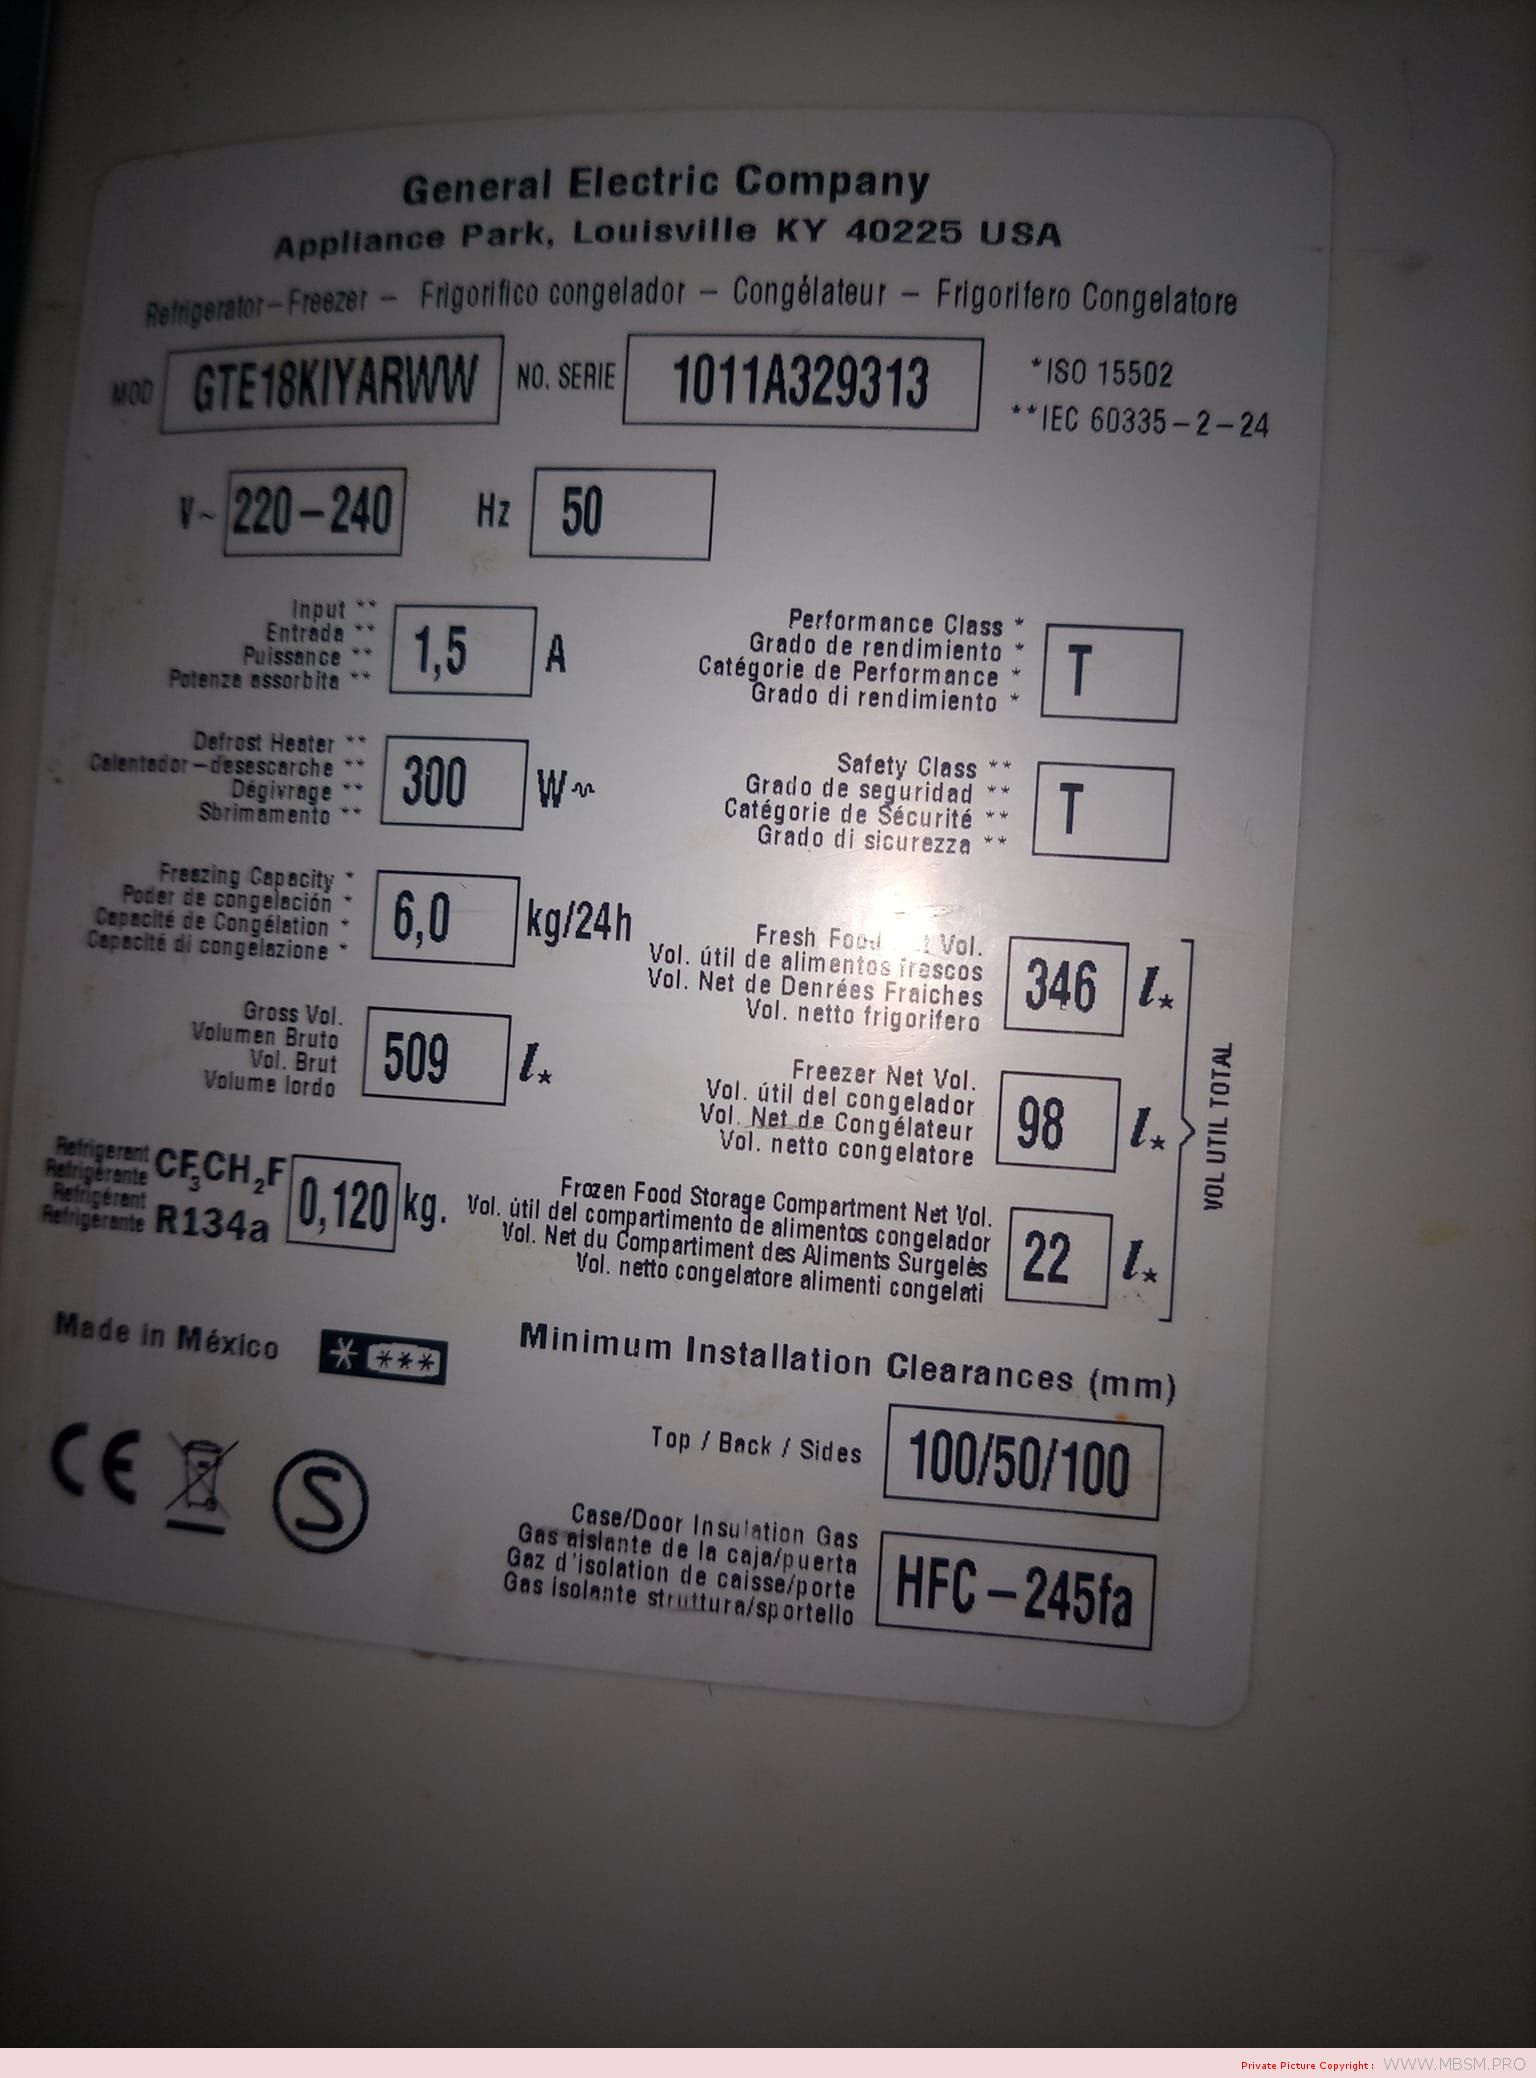 General Electric Company
Appliance Park, Louisville KY 40225 USA
Refrigerator-Freezer - Frigorifico congelador - Congélateur - Frigorifero Congelatore
MOD GTE18KIYARWW NO. SERIE 1011A329313
*ISO 15502
**IEC 60335-2-24
V~ 220-240 Hz 50
Input **
Entrada **
Puissance **
Potenza assorbita **
1,5 A
Performance Class *
Grado de rendimiento *
Catégorie de Performance *
Grado di rendimiento *
T
Defrost Heater **
Calentador-desescarche **
Dégivrage **
Sbrimamento **
300 W~
Safety Class **
Grado de seguridad **
Catégorie de Sécurité **
Grado di sicurezza **
T
Freezing Capacity *
Poder de congelación *
Capacité de Congélation *
Capacité di congelazione *
6,0 kg/24h
Fresh Food Vol.
Vol. útil de alimentos frescos
Vol. Net de Denrées Fraiches
Vol. netto frigorifero
346 l*
Gross Vol.
Volumen Bruto
Vol. Brut
Volume lordo
509 l*
Freezer Net Vol.
Vol. útil del congelador
Vol. Net de Congélateur
Vol. netto congelatore
98 l*
VOL UTIL TOTAL
Refrigerant
Refrigérante
Refrigérant
Refrigerante
CF3CH2F
R134a
0,120 kg.
Frozen Food Storage Compartment Net Vol.
Vol. útil del compartimento de alimentos congelador
Vol. Net du Compartiment des Aliments Surgelès
Vol. netto congelatore alimenti congelati
22 l*
Made in México
* ***
Minimum Installation Clearances (mm)
Top / Back / Sides 100/50/100
CE
S
Case/Door Insulation Gas
Gas aislante de la caja/puerta
Gaz d'isolation de caisse/porte
Gas isolante struttura/sportello
HFC-245fa
Private Picture Copyright : WWW.MBSM.PRO